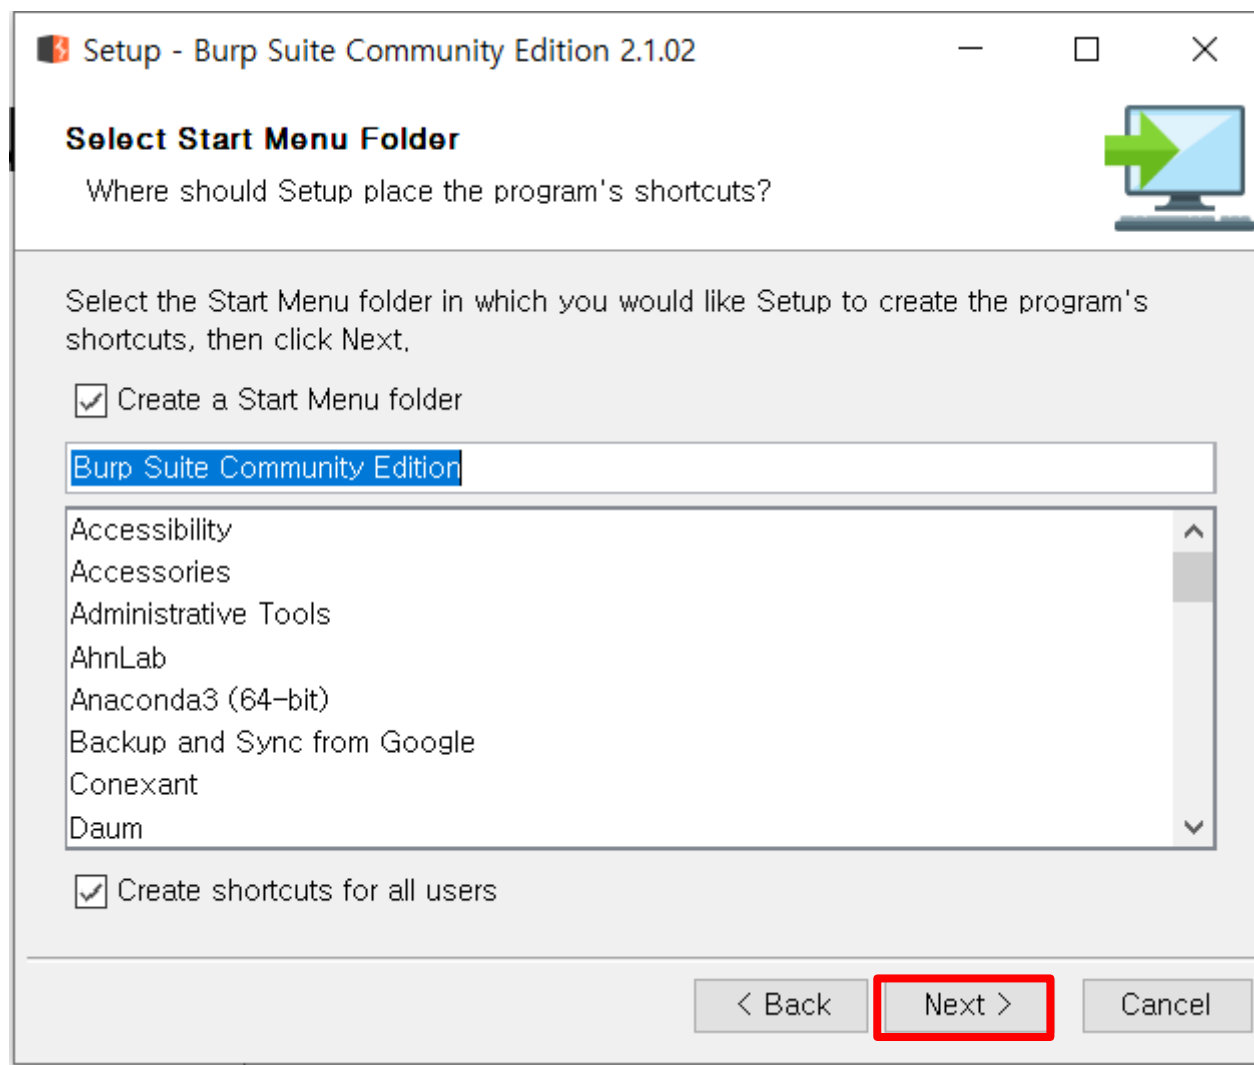 Setup - Burp Suite Community Edition 2.1.02
Select Start Menu Folder
Where should Setup place the program's shortcuts?
Select the Start Menu folder in which you would like Setup to create the program's
shortcuts, then click Next.
Create a Start Menu folder
Burp Suite Community Edition
Accessibility
Accessories
Administrative Tools
AhnLab
Anaconda3 (64-bit)
Backup and Sync from Google
Conexant
Daum
Create shortcuts for all users
< Back
Next >
Cancel